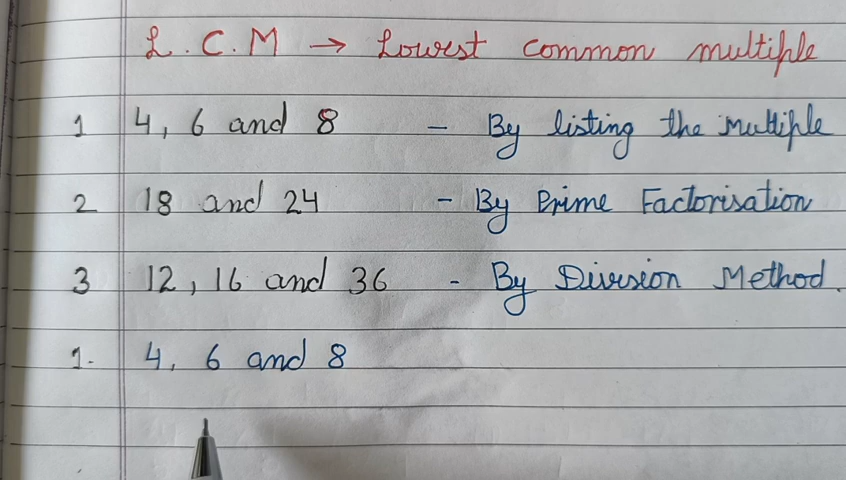 L.C.M → Lowest common multiple
1 4, 6 and 8 - By listing the multiple
2 18 and 24 - By Prime Factorisation
3 12, 16 and 36 - By Division Method.
1. 4, 6 and 8